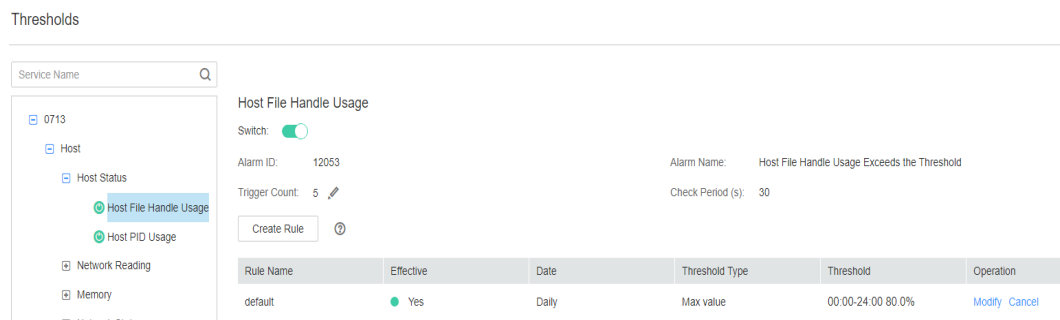 Thresholds
Service Name
0713
Host
Host Status
Host File Handle Usage
Host PID Usage
Network Reading
Memory
Host File Handle Usage
Switch:
Alarm ID: 12053 Alarm Name: Host File Handle Usage Exceeds the Threshold
Trigger Count: 5 Check Period (s): 30
Create Rule
Rule Name Effective Date Threshold Type Threshold Operation
default Yes Daily Max value 00:00-24:00 80.0% Modify Cancel